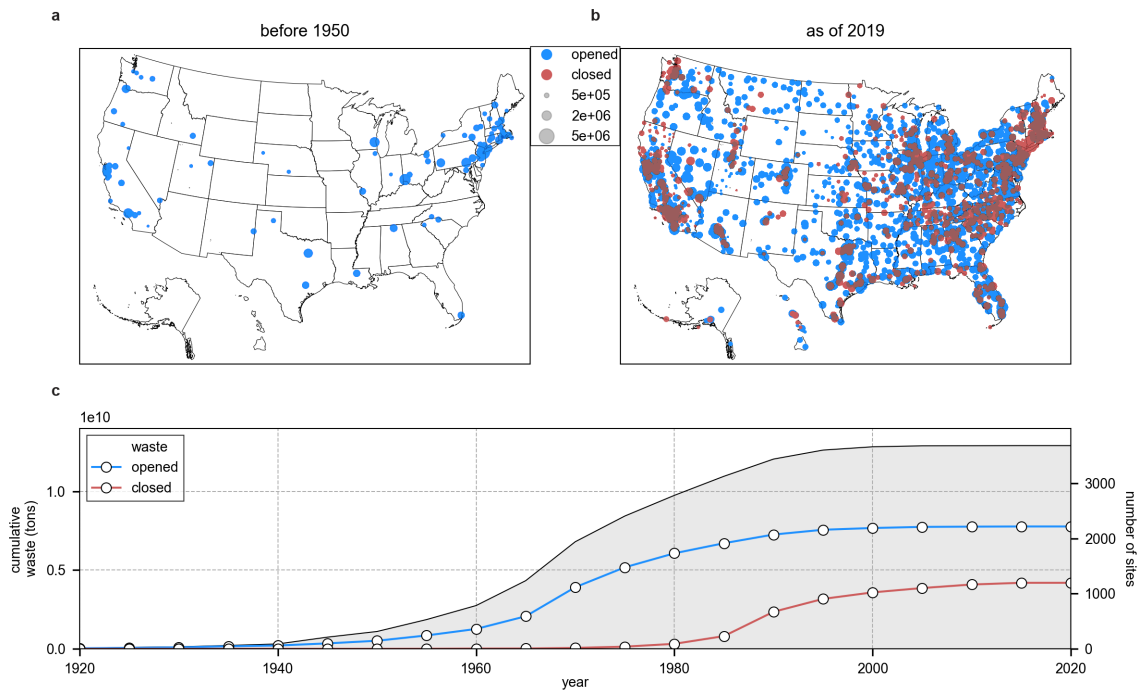 a
b
before 1950
as of 2019
opened
closed
5e+05
2e+06
5e+06
c
1e10
waste
opened
closed
1.0
0.5
0.0
cumulative
waste (tons)
3000
2000
1000
0
number of sites
1920
1940
1960
1980
2000
2020
year